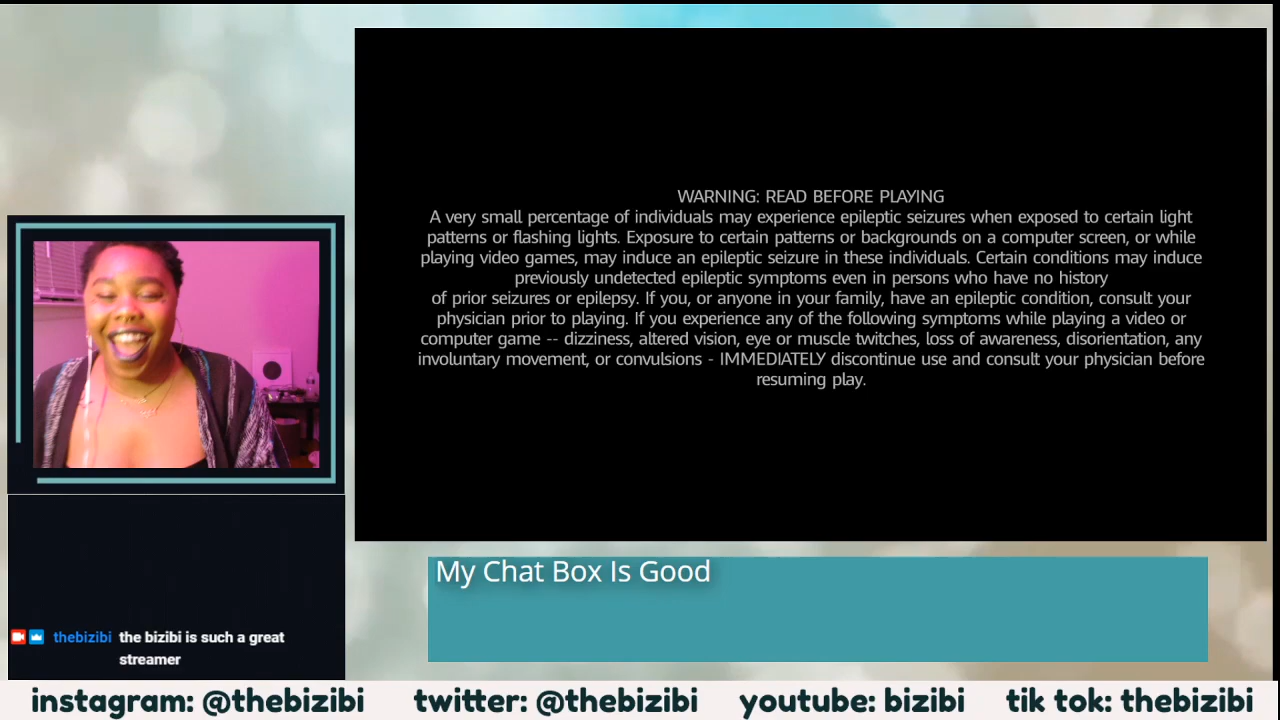 WARNING: READ BEFORE PLAYING
A very small percentage of individuals may experience epileptic seizures when exposed to certain light
patterns or flashing lights. Exposure to certain patterns or backgrounds on a computer screen, or while
playing video games, may induce an epileptic seizure in these individuals. Certain conditions may induce
previously undetected epileptic symptoms even in persons who have no history
of prior seizures or epilepsy. If you, or anyone in your family, have an epileptic condition, consult your
physician prior to playing. If you experience any of the following symptoms while playing a video or
computer game -- dizziness, altered vision, eye or muscle twitches, loss of awareness, disorientation, any
involuntary movement, or convulsions - IMMEDIATELY discontinue use and consult your physician before
resuming play.
My Chat Box Is Good
thebizibi the bizibi is such a great
streamer
instagram: @thebizibi twitter: @thebizibi youtube: bizibi tik tok: thebizibi